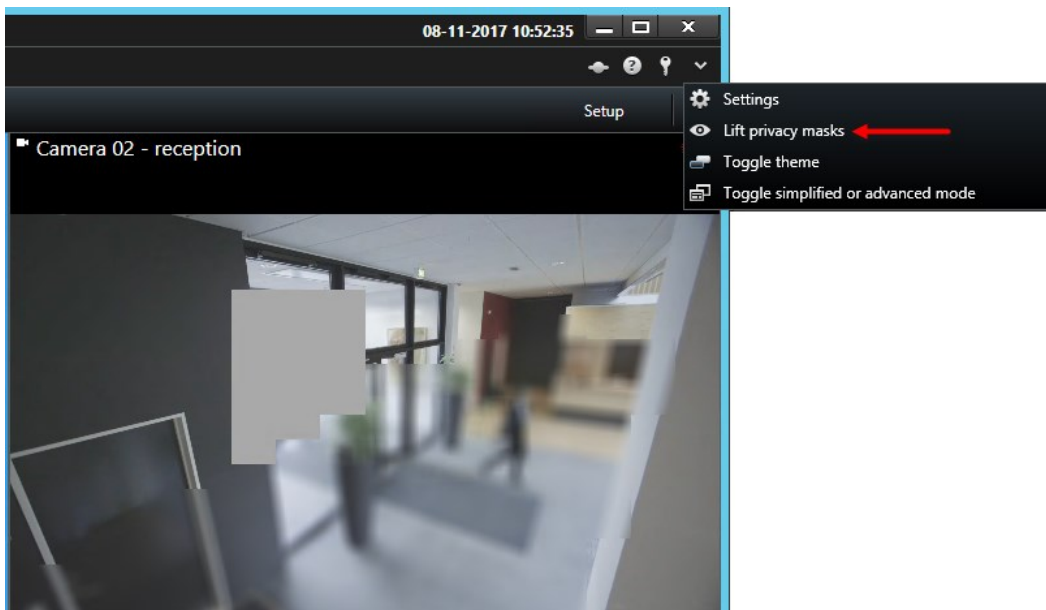 08-11-2017 10:52:35
Setup
Settings
Lift privacy masks
Toggle theme
Toggle simplified or advanced mode
Camera 02 - reception